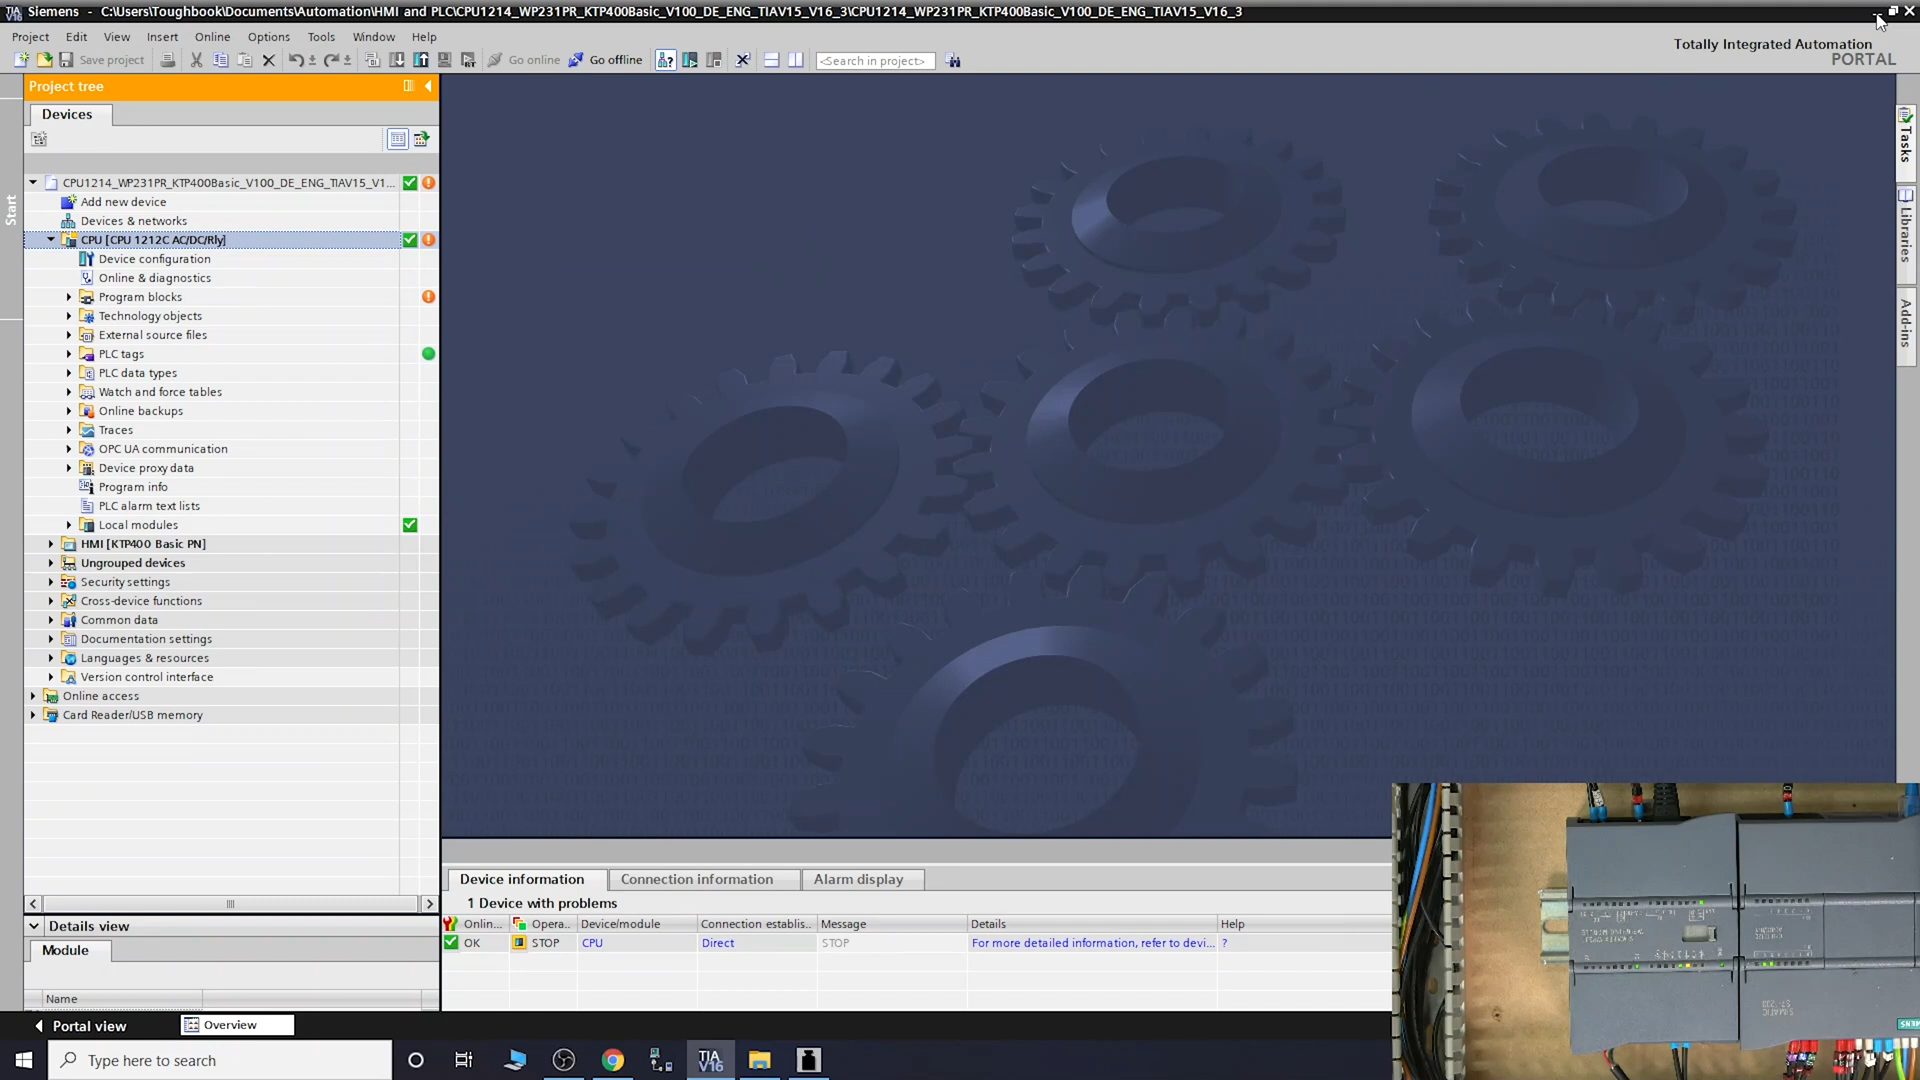 Siemens - C:\Users\Toughbook\Documents\Automation\HMI and PLC\CPU1214_WP231PR_KTP400Basic_V100_DE_ENG_TIAV15_V16_3\CPU1214_WP231PR_KTP400Basic_V100_DE_ENG_TIAV15_V16_3
Project Edit View Insert Online Options Tools Window Help
Totally Integrated Automation
PORTAL
Save project
Go online
Go offline
<Search in project>
Project tree
Devices
Start
CPU1214_WP231PR_KTP400Basic_V100_DE_ENG_TIAV15_V1...
Add new device
Devices & networks
CPU [CPU 1212C AC/DC/Rly]
Device configuration
Online & diagnostics
Program blocks
Technology objects
External source files
PLC tags
PLC data types
Watch and force tables
Online backups
Traces
OPC UA communication
Device proxy data
Program info
PLC alarm text lists
Local modules
HMI [KTP400 Basic PN]
Ungrouped devices
Security settings
Cross-device functions
Common data
Documentation settings
Languages & resources
Version control interface
Online access
Card Reader/USB memory
Details view
Module
Name
Tasks
Libraries
Add-ins
Device information
Connection information
Alarm display
1 Device with problems
Onlin... Opera... Device/module Connection establis... Message Details Help
OK STOP CPU Direct STOP For more detailed information, refer to devi... ?
Portal view
Overview
Type here to search
TIA V16
SIMATIC
S7-1200